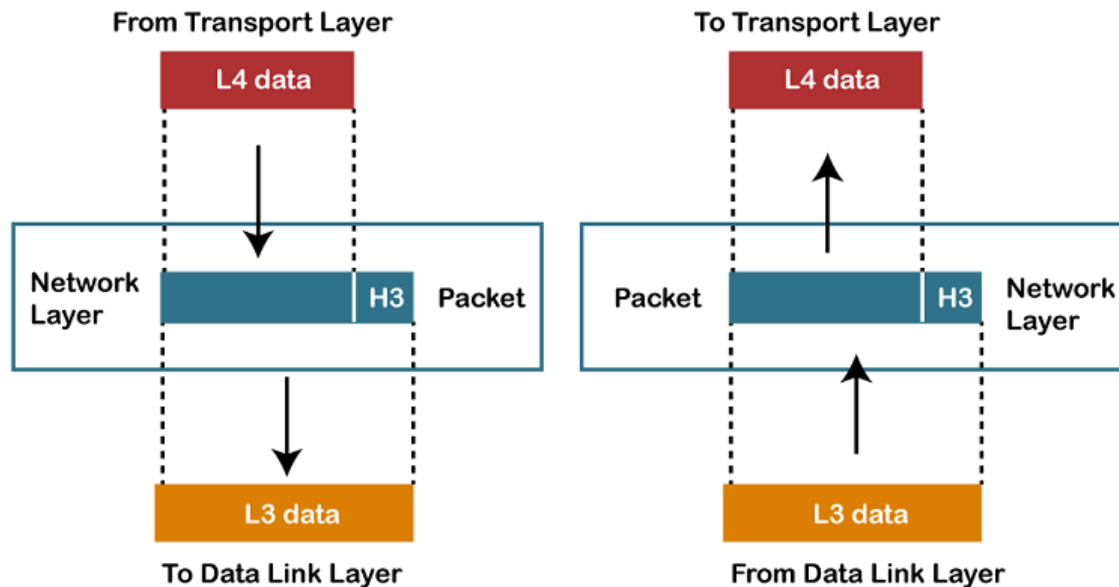 From Transport Layer
L4 data
Network
Layer
H3
Packet
L3 data
To Data Link Layer
To Transport Layer
L4 data
Packet
H3
Network
Layer
L3 data
From Data Link Layer